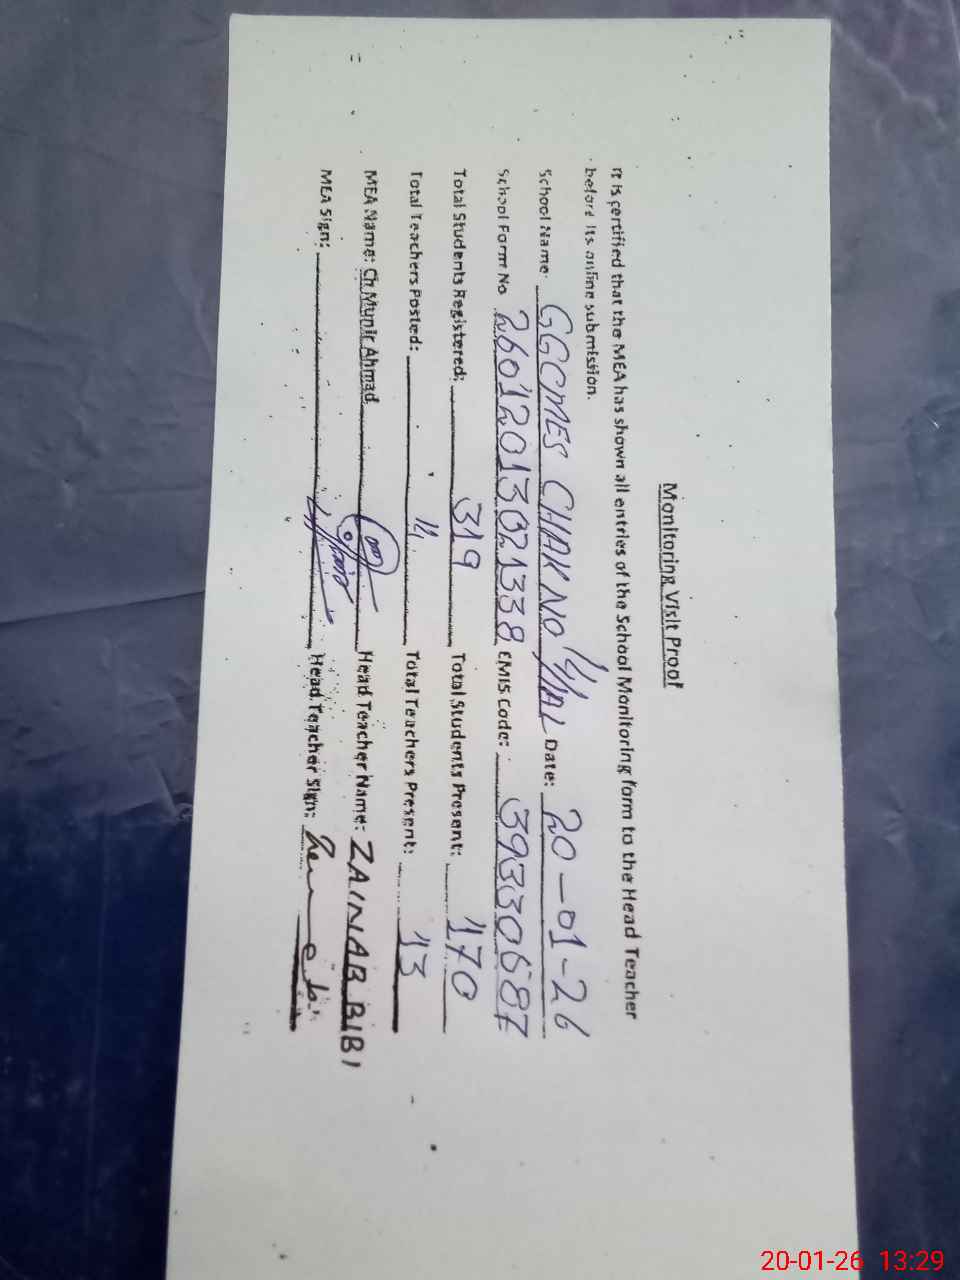 Monitoring Visit Proof
It is certified that the MEA has shown all entries of the School Monitoring form to the Head Teacher
before its online submission.
School Name: GGCMES CHAK NO 1/1AL Date: 20-01-26
School Form No 26012013021338 EMIS Code: 39330687
Total Students Registered: 319 Total Students Present: 170
Total Teachers Posted: 14 Total Teachers Present: 13
MEA Name: Ch Munir Ahmad Head Teacher Name: ZAINAB BIBI
MEA Sign: Head Teacher Sign:
20-01-26 13:29